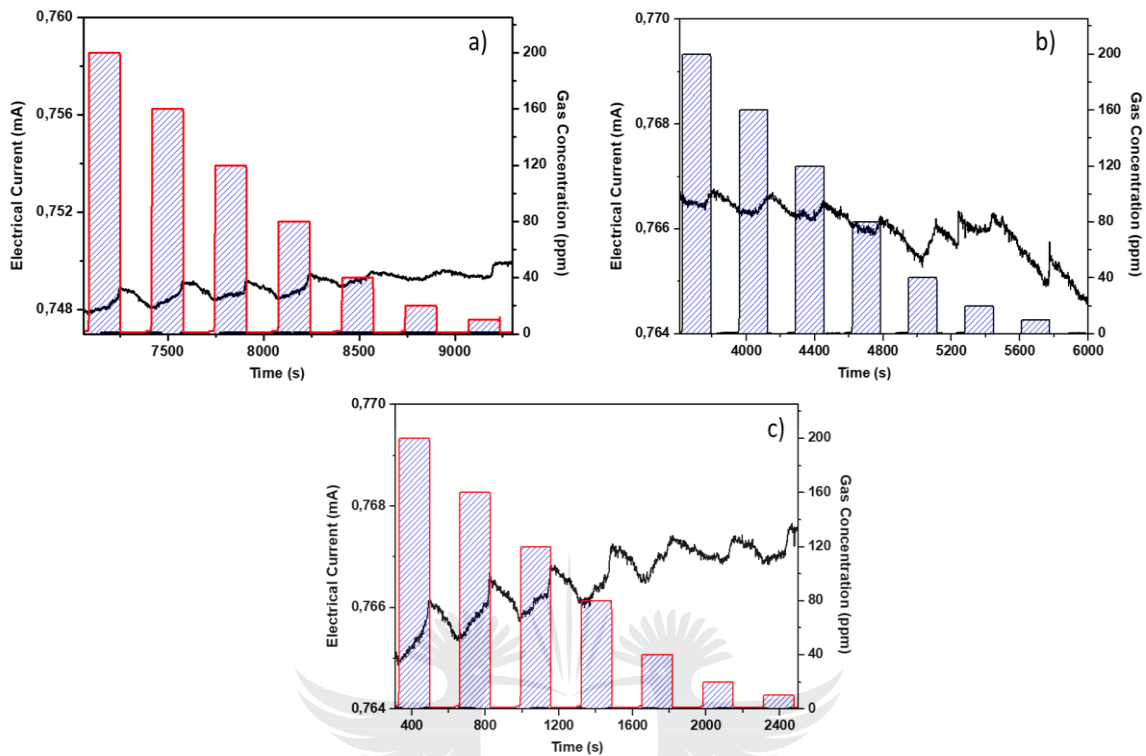 a)
0,760
0,756
0,752
0,748
Electrical Current (mA)
200
160
120
80
40
0
Gas Concentration (ppm)
7500 8000 8500 9000
Time (s)
b)
0,770
0,768
0,766
0,764
Electrical Current (mA)
200
160
120
80
40
0
Gas Concentration (ppm)
4000 4400 4800 5200 5600 6000
Time (s)
c)
0,770
0,768
0,766
0,764
Electrical Current (mA)
200
160
120
80
40
0
Gas Concentration (ppm)
400 800 1200 1600 2000 2400
Time (s)